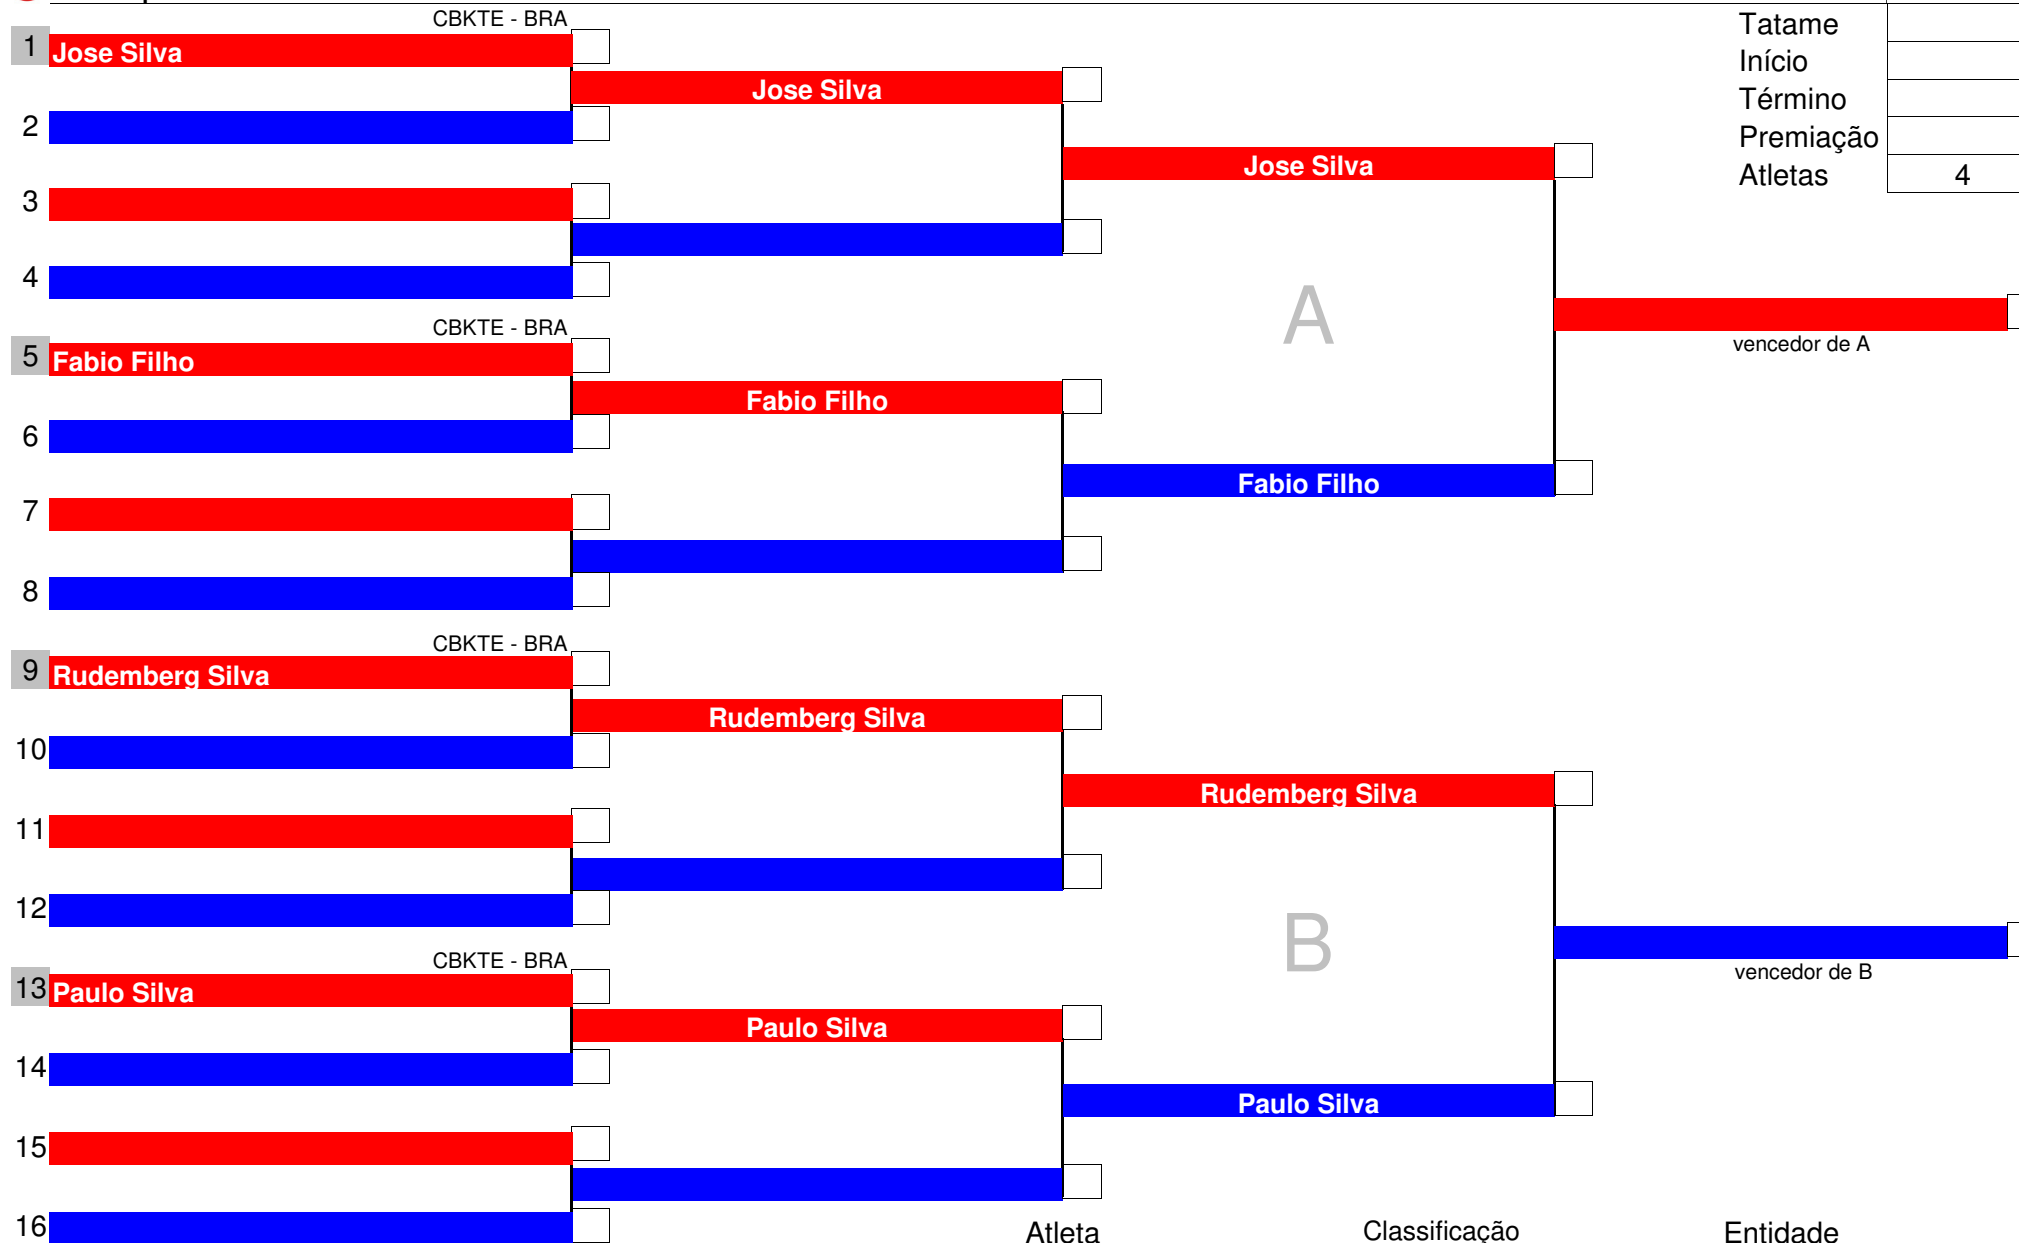 CBKTE - BRA
1 Jose Silva
Jose Silva
2
Jose Silva
3
4
CBKTE - BRA
5 Fabio Filho
Fabio Filho
6
Fabio Filho
7
8
A
vencedor de A
CBKTE - BRA
9 Rudemberg Silva
Rudemberg Silva
10
Rudemberg Silva
11
12
CBKTE - BRA
13 Paulo Silva
Paulo Silva
14
Paulo Silva
15
16
B
vencedor de B
Tatame
Início
Término
Premiação
Atletas 4
Atleta Classificação Entidade